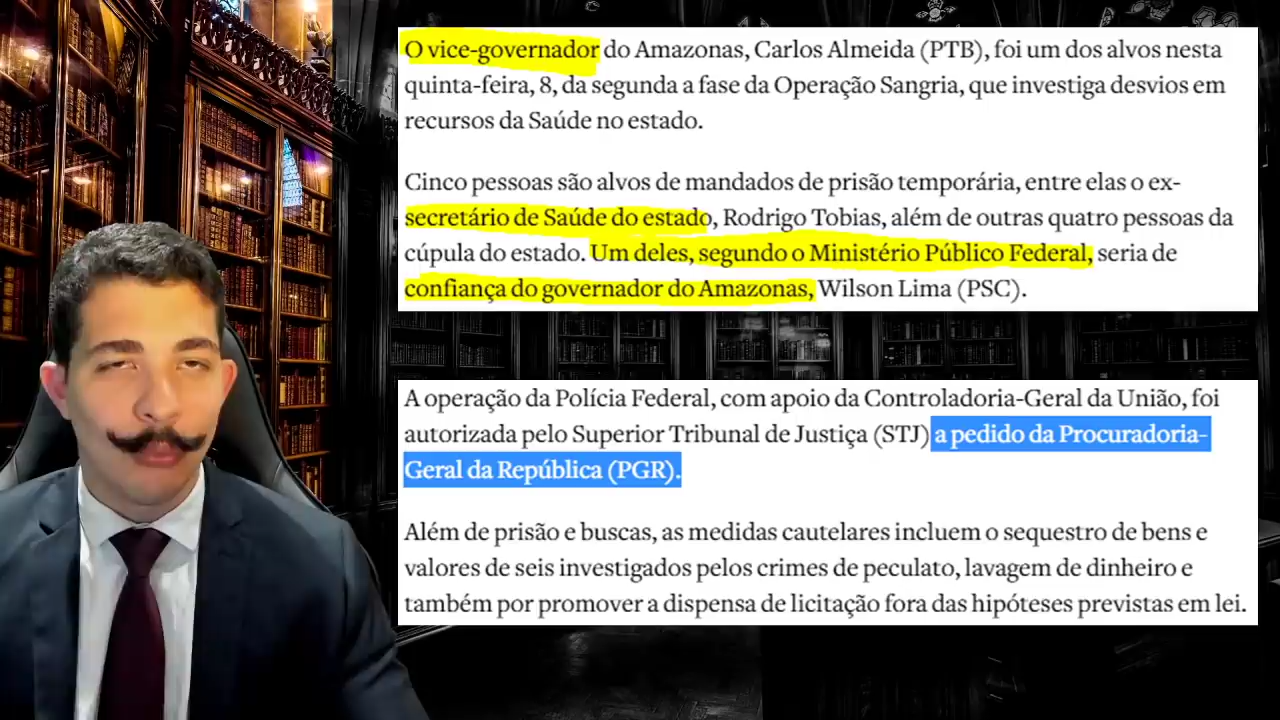 O vice-governador do Amazonas, Carlos Almeida (PTB), foi um dos alvos nesta
quinta-feira, 8, da segunda a fase da Operação Sangria, que investiga desvios em
recursos da Saúde no estado.
Cinco pessoas são alvos de mandados de prisão temporária, entre elas o ex-
secretário de Saúde do estado, Rodrigo Tobias, além de outras quatro pessoas da
cúpula do estado. Um deles, segundo o Ministério Público Federal, seria de
confiança do governador do Amazonas, Wilson Lima (PSC).
A operação da Polícia Federal, com apoio da Controladoria-Geral da União, foi
autorizada pelo Superior Tribunal de Justiça (STJ) a pedido da Procuradoria-
Geral da República (PGR).
Além de prisão e buscas, as medidas cautelares incluem o sequestro de bens e
valores de seis investigados pelos crimes de peculato, lavagem de dinheiro e
também por promover a dispensa de licitação fora das hipóteses previstas em lei.